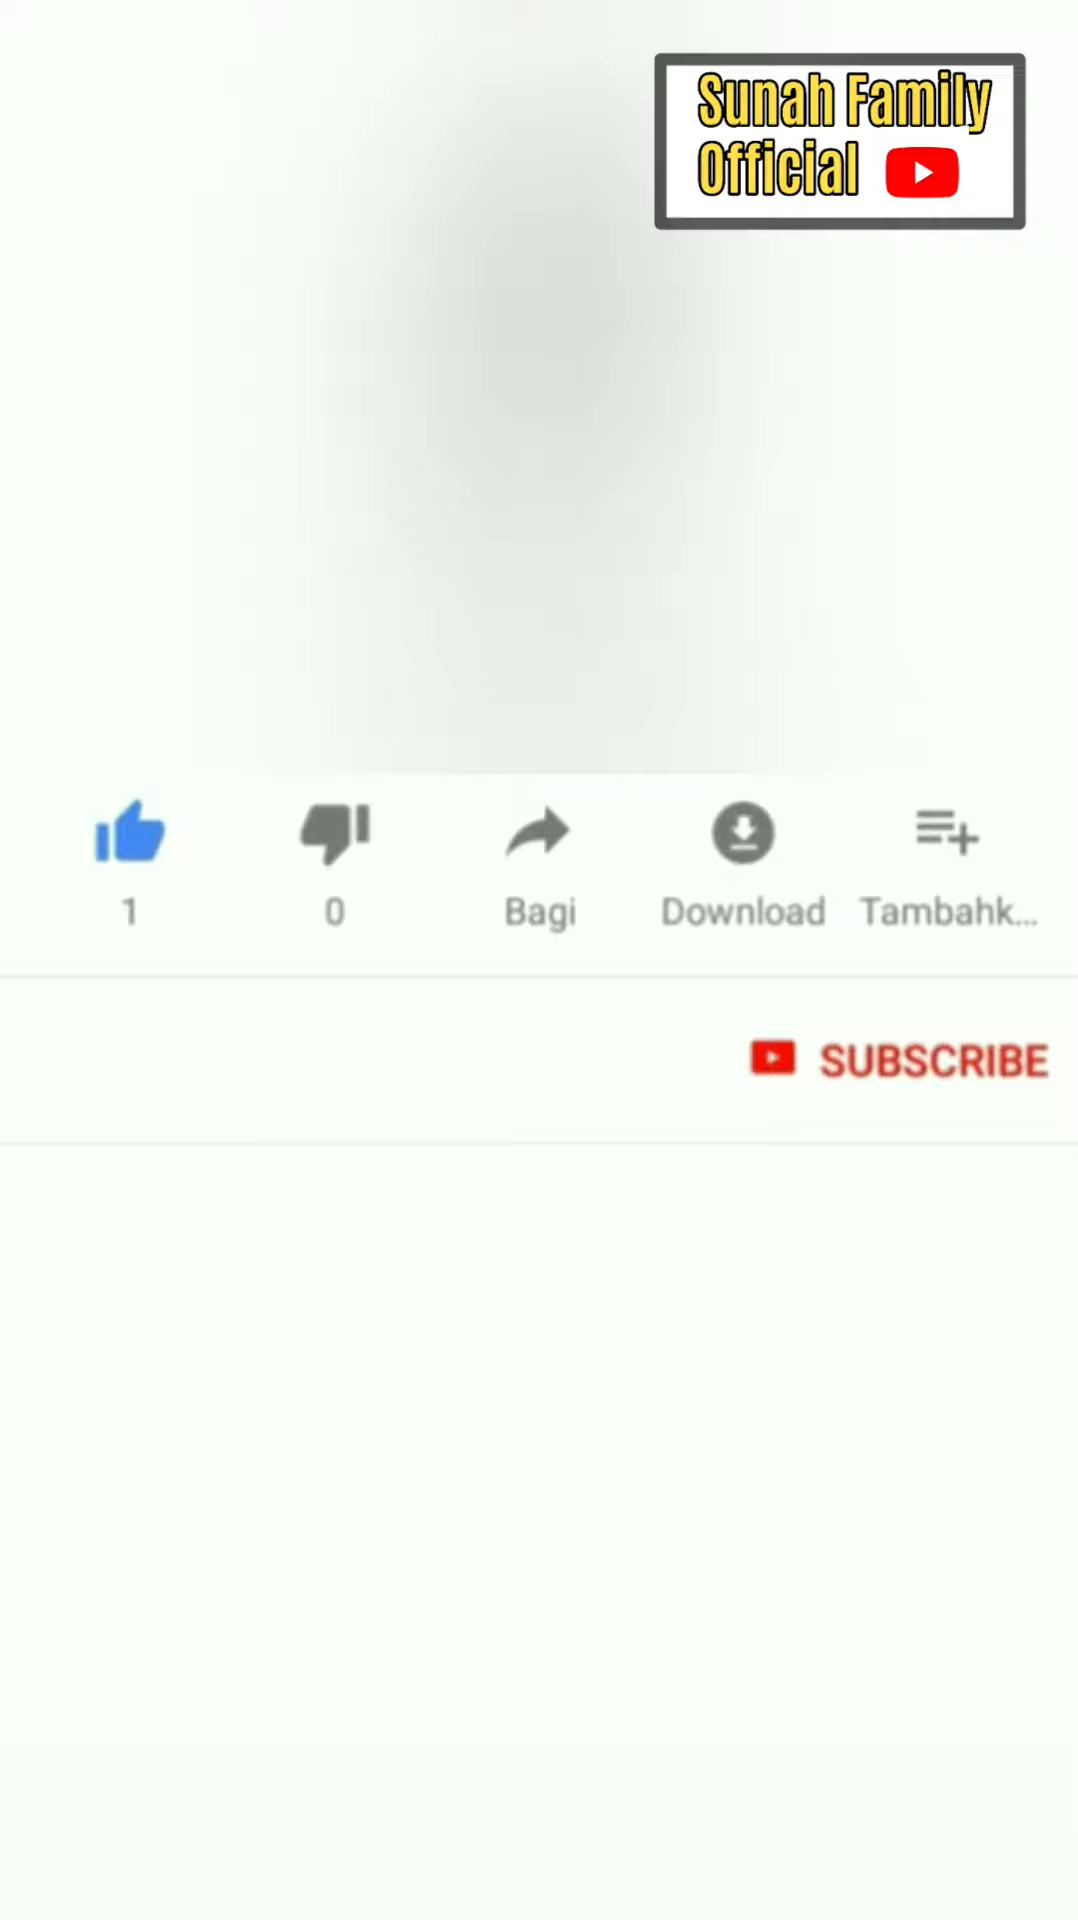 Sunah Family
Official
1
0
Bagi
Download
Tambahk...
SUBSCRIBE